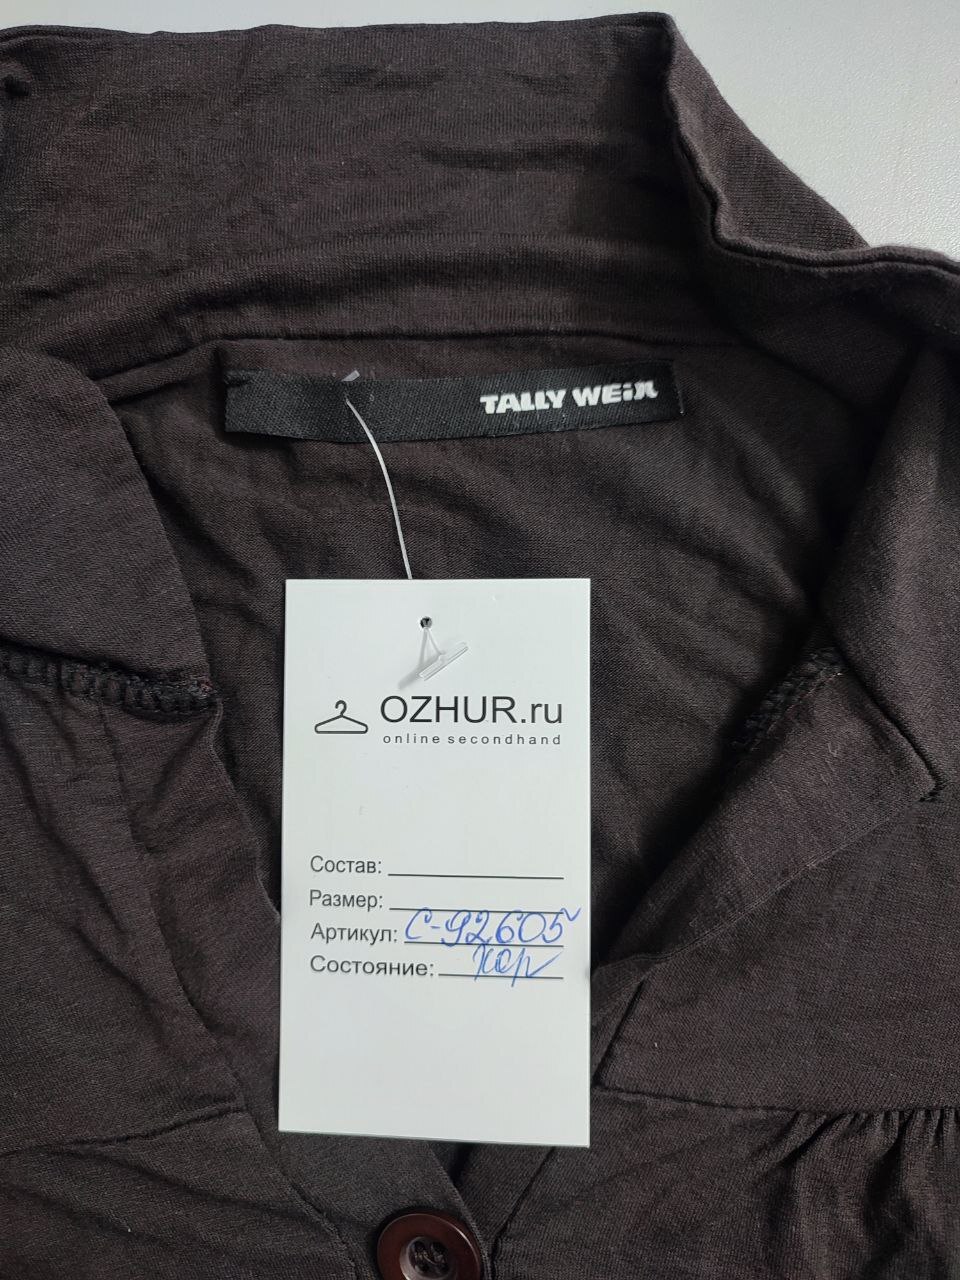 TALLY WEiJL
OZHUR.ru
online secondhand
Состав:
Размер:
Артикул: С-92605
Состояние: хор